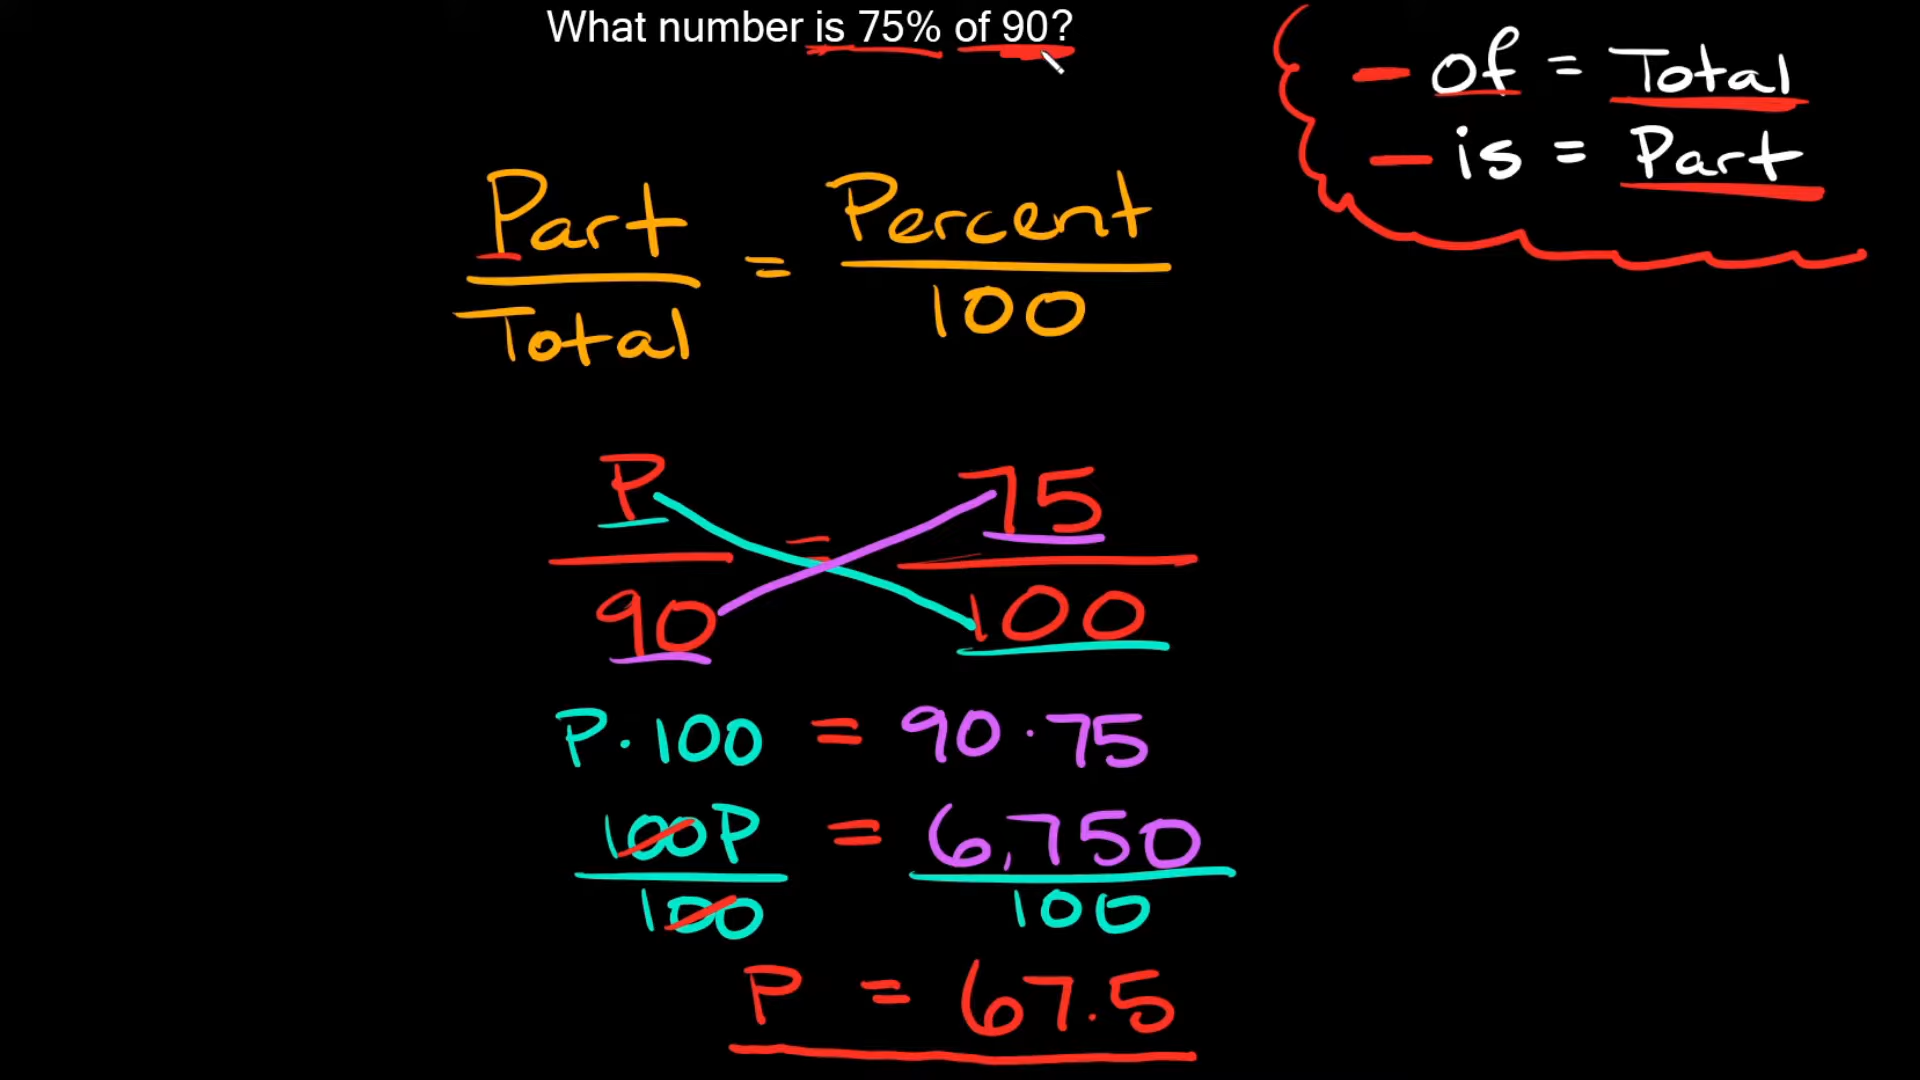 What number is 75% of 90?
- of = Total
- is = Part
Part = Percent
Total 100
P = 75
90 100
P · 100 = 90 · 75
100P = 6,750
100 100
P = 67.5